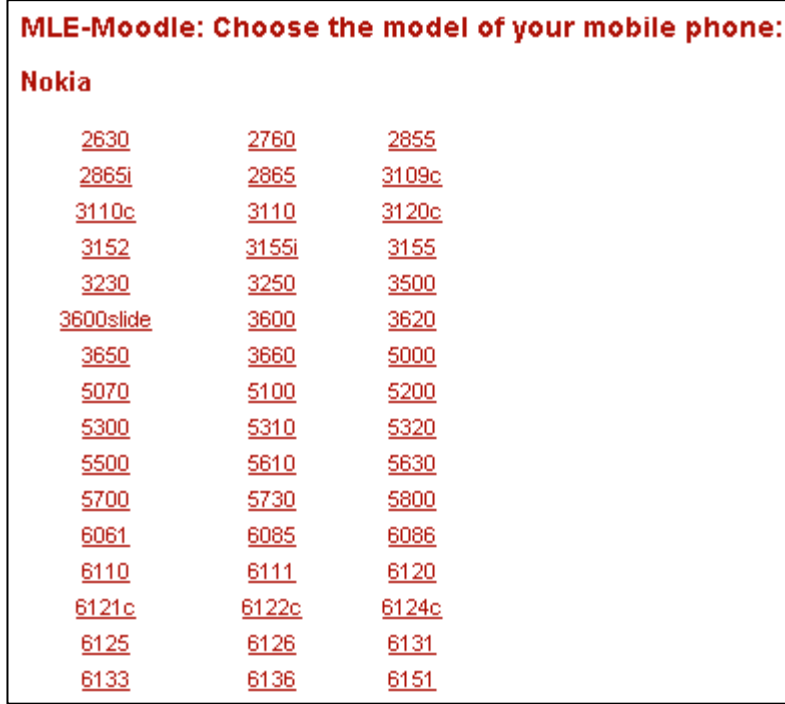 MLE-Moodle: Choose the model of your mobile phone:
Nokia
2630 2760 2855
2865i 2865 3109c
3110c 3110 3120c
3152 3155i 3155
3230 3250 3500
3600slide 3600 3620
3650 3660 5000
5070 5100 5200
5300 5310 5320
5500 5610 5630
5700 5730 5800
6061 6085 6086
6110 6111 6120
6121c 6122c 6124c
6125 6126 6131
6133 6136 6151